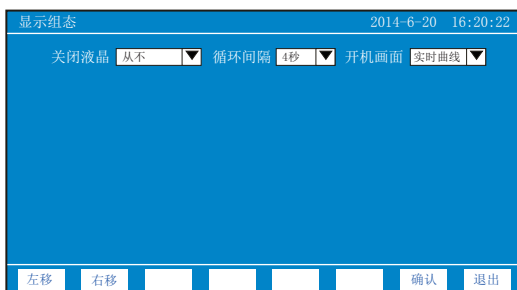 显示组态 2014-6-20 16:20:22
关闭液晶 从不 循环间隔 4秒 开机画面 实时曲线
左移 右移 确认 退出